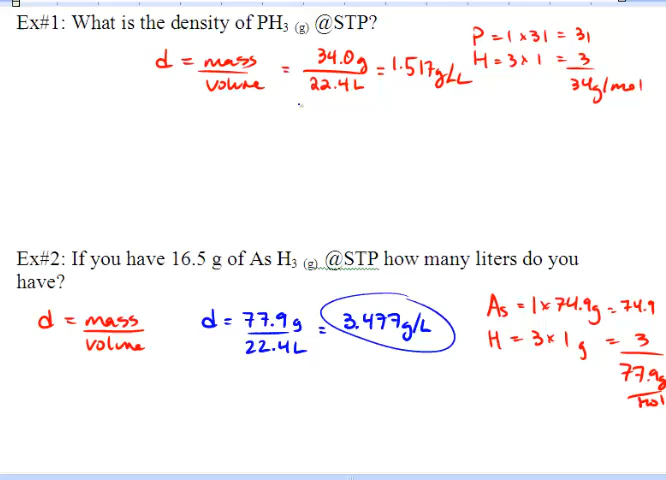 Ex#1: What is the density of PH3 (g) @STP?
P = 1 x 31 = 31
H = 3 x 1 = 3
34g/mol
d = mass/volume = 34.0g/22.4L = 1.517g/L
Ex#2: If you have 16.5 g of As H3 (g) @STP how many liters do you
have?
As = 1 x 74.9g = 74.9
H = 3 x 1 g = 3
77.9g/mol
d = mass/volume d = 77.9g/22.4L = 3.477g/L